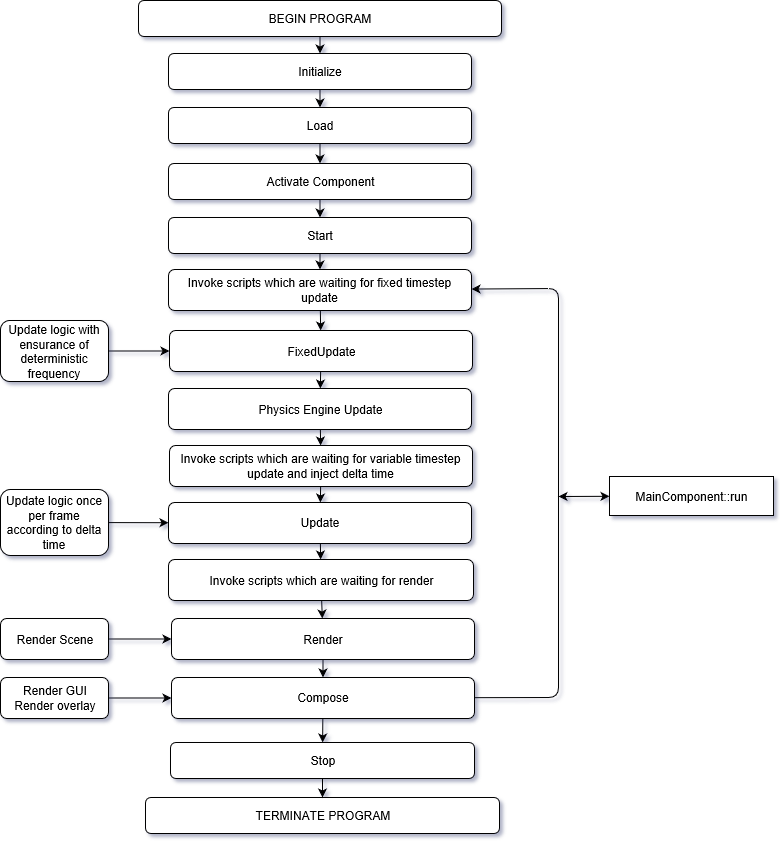 BEGIN PROGRAM
Initialize
Load
Activate Component
Start
Invoke scripts which are waiting for fixed timestep
update
Update logic with
ensurance of
deterministic
frequency
FixedUpdate
Physics Engine Update
Invoke scripts which are waiting for variable timestep
update and inject delta time
MainComponent::run
Update logic once
per frame
according to delta
time
Update
Invoke scripts which are waiting for render
Render Scene
Render
Render GUI
Render overlay
Compose
Stop
TERMINATE PROGRAM